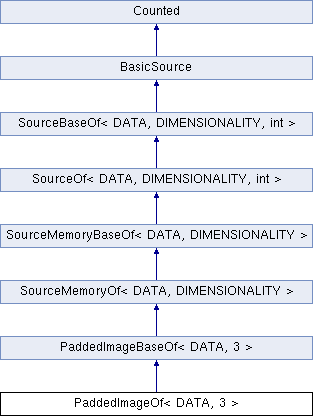 Counted
BasicSource
SourceBaseOf< DATA, DIMENSIONALITY, int >
SourceOf< DATA, DIMENSIONALITY, int >
SourceMemoryBaseOf< DATA, DIMENSIONALITY >
SourceMemoryOf< DATA, DIMENSIONALITY >
PaddedImageBaseOf< DATA, 3 >
PaddedImageOf< DATA, 3 >